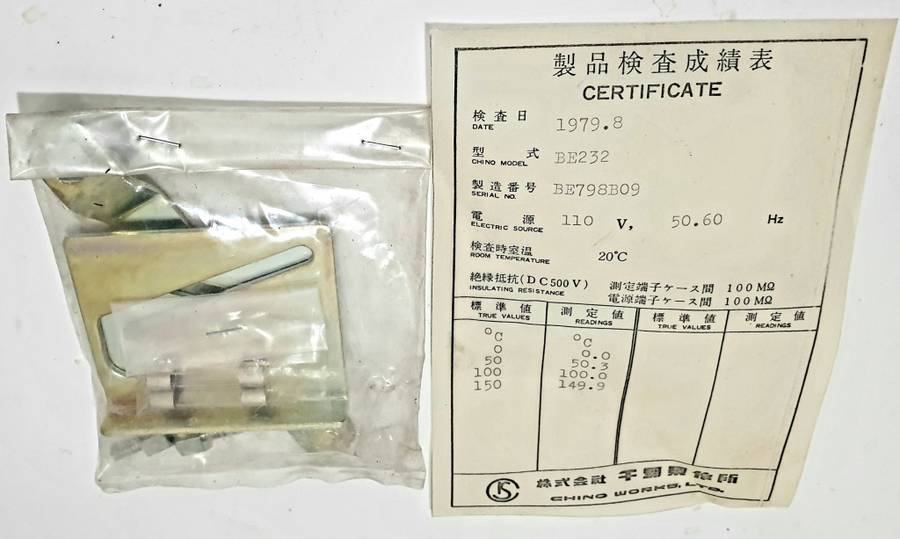 製品検査成績表
CERTIFICATE
検査日 1979.8
DATE
型式 BE232
CHINO MODEL
製造番号 BE798B09
SERIAL NO.
電源 110 V, 50.60 Hz
ELECTRIC SOURCE
検査時室温 20℃
ROOM TEMPERATURE
絶縁抵抗(DC500V) 測定端子ケース間 100MΩ
INSULATING RESISTANCE 電源端子ケース間 100MΩ
標準値 測定値 標準値 測定値
TRUE VALUES READINGS TRUE VALUES READINGS
°C °C
0 0.0
50 50.3
100 100.0
150 149.9
株式会社 千野製作所
CHINO WORKS, LTD.